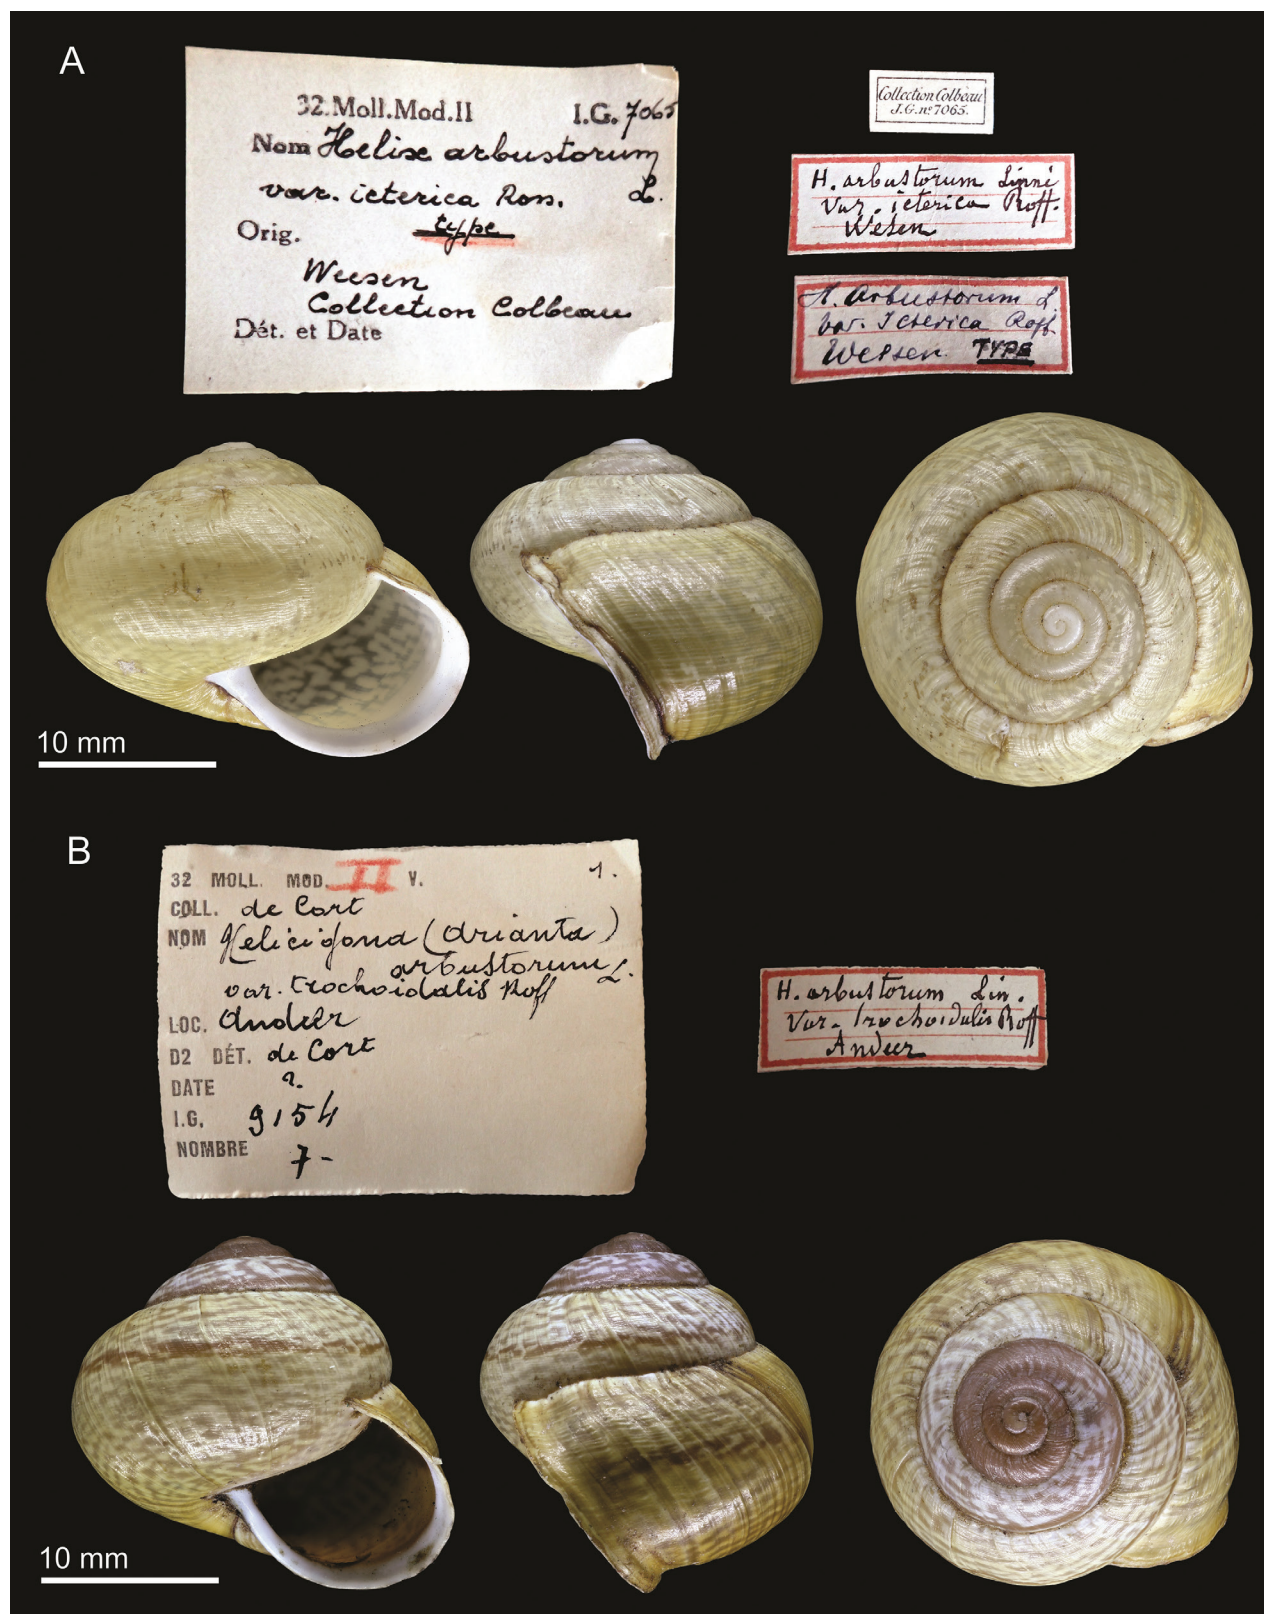 A
32.Moll.Mod.II I.G. 7065
Nom Helix arbustorum
var. icterica Ross. L.
Orig. type
Weesen
Collection Colbeau
Dét. et Date
Collection Colbeau
J.G. nº 7065.
H. arbustorum Linné
Var. icterica Roff.
Wesen
H. Arbustorum L.
var. Icterica Roff.
Wesen TYPE
10 mm
B
32 MOLL. MOD. II V. 1.
COLL. de Cort
NOM Helicigona (Arianta)
arbustorum L.
var. trochoidalis Roff
LOC. Andeer
D2 DÉT. de Cort
DATE ?
I.G. 9154
NOMBRE 7-
H. arbustorum Lin.
Var. trochoidalis Roff
Andeer
10 mm